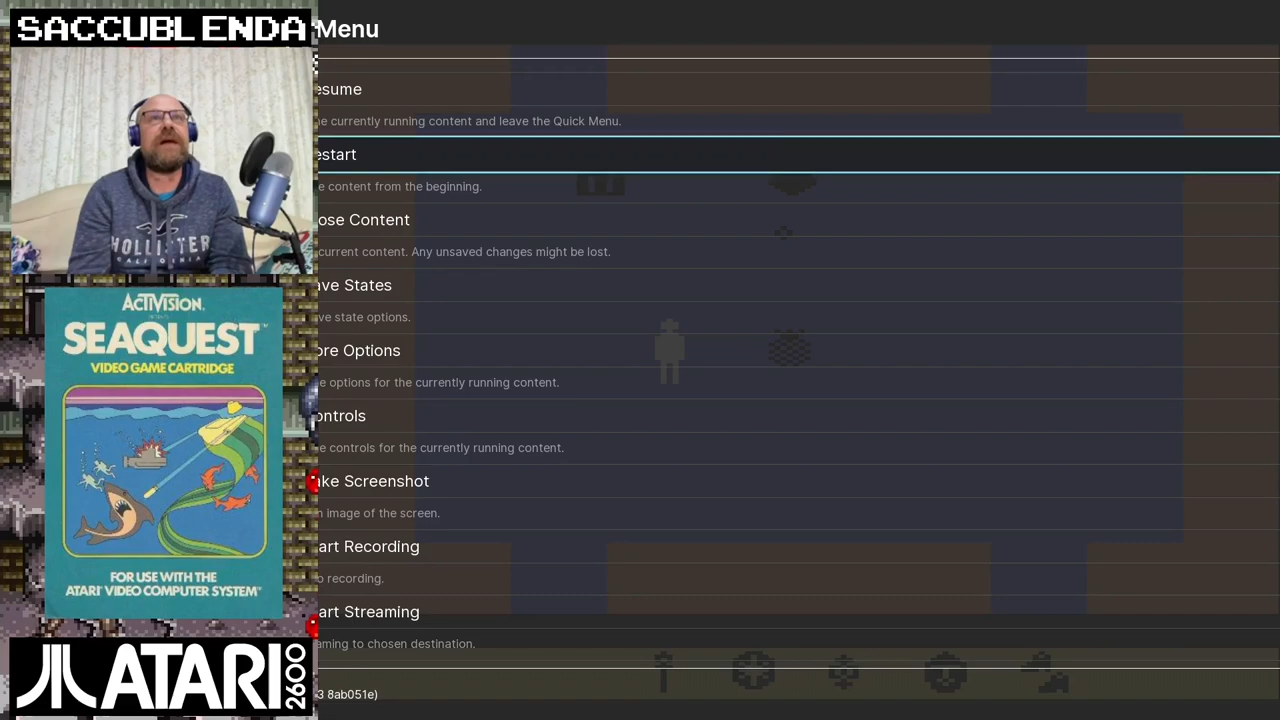 SACCUBLENDA
Menu
esume
e currently running content and leave the Quick Menu.
estart
e content from the beginning.
ose Content
current content. Any unsaved changes might be lost.
ave States
ve state options.
ore Options
e options for the currently running content.
ontrols
e controls for the currently running content.
ake Screenshot
n image of the screen.
art Recording
o recording.
art Streaming
aming to chosen destination.
3 8ab051e)
HOLLISTER
CALIFORNIA
ACTIVISION
SEAQUEST™
VIDEO GAME CARTRIDGE
FOR USE WITH THE
ATARI® VIDEO COMPUTER SYSTEM™
ATARI 2600